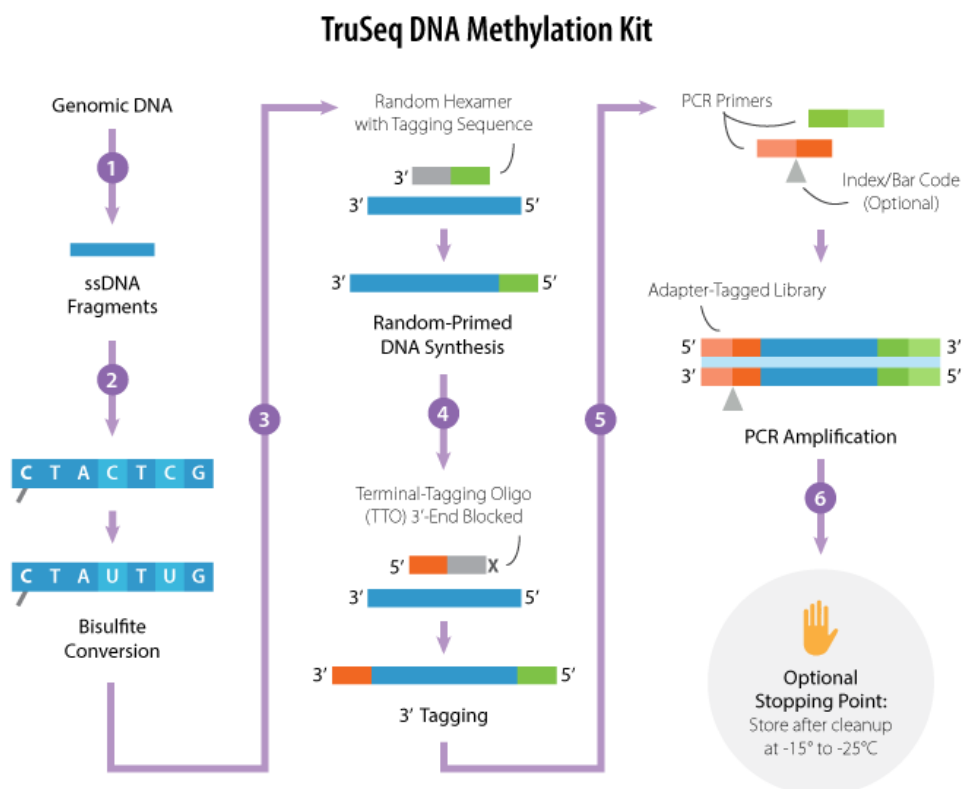 TruSeq DNA Methylation Kit
Genomic DNA
1
ssDNA
Fragments
2
C T A C T C G
C T A U T U G
Bisulfite
Conversion
3
Random Hexamer
with Tagging Sequence
3’
3’ 5’
3’ 5’
Random-Primed
DNA Synthesis
4
Terminal-Tagging Oligo
(TTO) 3’-End Blocked
5’ X
3’ 5’
3’ 5’
3’ Tagging
5
PCR Primers
Index/Bar Code
(Optional)
Adapter-Tagged Library
5’ 3’
3’ 5’
PCR Amplification
6
Optional
Stopping Point:
Store after cleanup
at -15° to -25°C